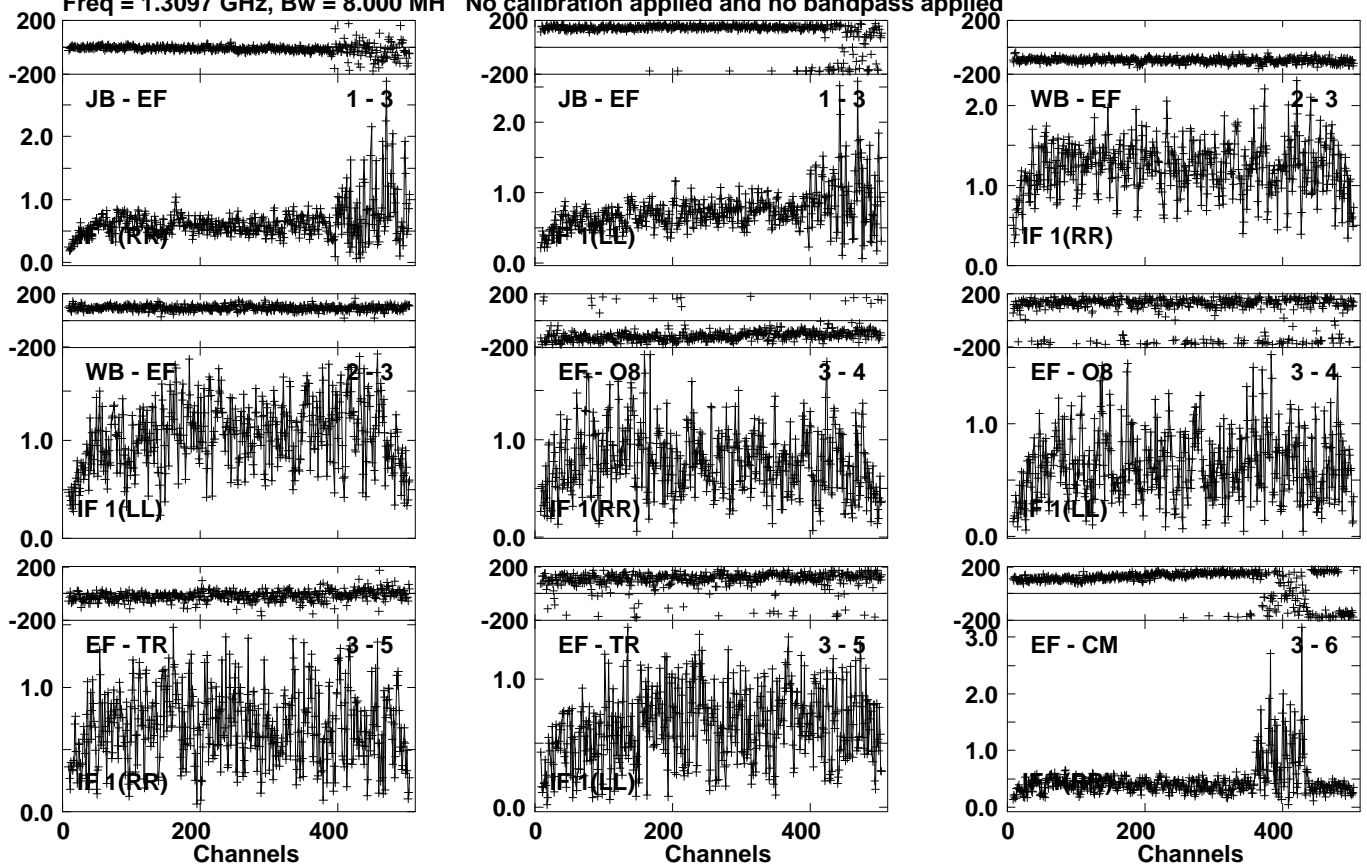 Freq = 1.3097 GHz, Bw = 8.000 MH No calibration applied and no bandpass applied
200
-200
JB - EF 1 - 3
2.0
1.0
0.0
IF 1(RR)
200
-200
JB - EF 1 - 3
2.0
1.0
0.0
IF 1(LL)
200
-200
WB - EF 2 - 3
2.0
1.0
0.0
IF 1(RR)
200
-200
WB - EF 2 - 3
1.0
0.0
IF 1(LL)
200
-200
EF - O8 3 - 4
1.0
0.0
IF 1(RR)
200
-200
EF - O8 3 - 4
1.0
0.0
IF 1(LL)
200
-200
EF - TR 3 - 5
1.0
0.0
IF 1(RR)
0 200 400
Channels
200
-200
EF - TR 3 - 5
1.0
0.0
IF 1(LL)
0 200 400
Channels
200
-200
EF - CM 3 - 6
3.0
2.0
1.0
0.0
IF 1(RR)
0 200 400
Channels